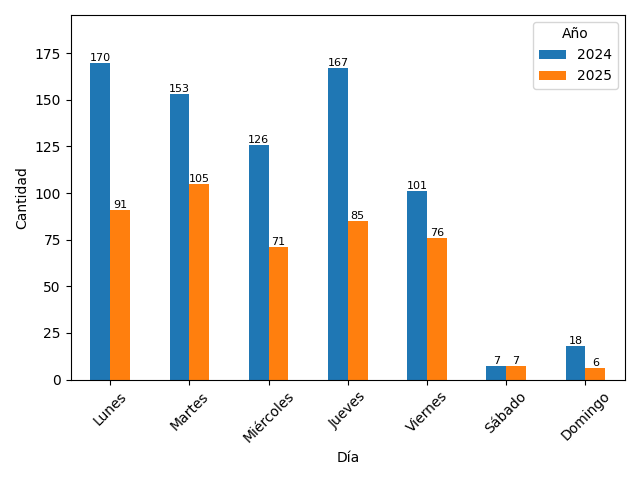 Año
2024
2025
Cantidad
175
150
125
100
75
50
25
0
170
91
153
105
126
71
167
85
101
76
7
7
18
6
Lunes
Martes
Miércoles
Jueves
Viernes
Sábado
Domingo
Día